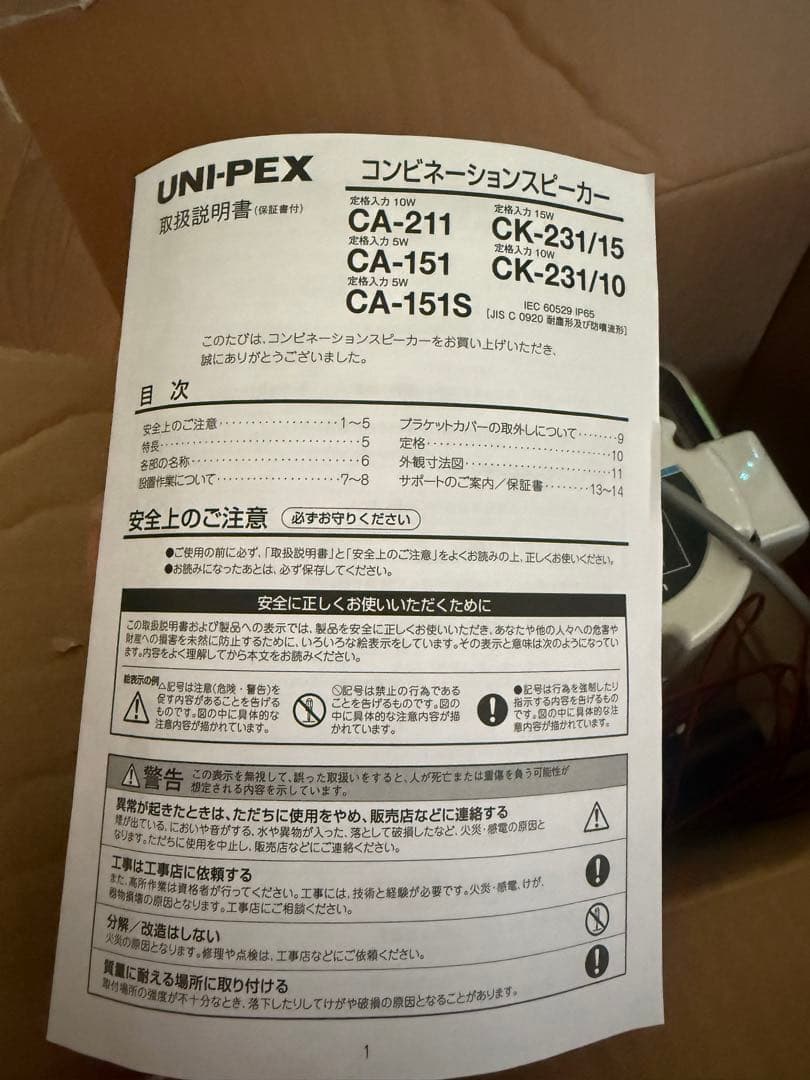 UNI-PEX
取扱説明書(保証書付)
コンビネーションスピーカー
定格入力 10W
CA-211
定格入力 5W
CA-151
定格入力 5W
CA-151S
定格入力 15W
CK-231/15
定格入力 10W
CK-231/10
IEC 60529 IP65
[JIS C 0920 耐塵形及び防噴流形]
このたびは、コンビネーションスピーカーをお買い上げいただき、
誠にありがとうございました。
目 次
安全上のご注意・・・・・・・・・・・・・・・・1〜5
特長・・・・・・・・・・・・・・・・・・・・・・・・・・・・5
各部の名称・・・・・・・・・・・・・・・・・・・・・・6
設置作業について・・・・・・・・・・・・・・7〜8
ブラケットカバーの取外しについて・・・・・・・・9
定格・・・・・・・・・・・・・・・・・・・・・・・・・・・・10
外観寸法図・・・・・・・・・・・・・・・・・・・・・・11
サポートのご案内/保証書・・・・・・・・13〜14
安全上のご注意 必ずお守りください
●ご使用の前に必ず、「取扱説明書」と「安全上のご注意」をよくお読みの上、正しくお使いください。
●お読みになったあとは、必ず保存してください。
安全に正しくお使いいただくために
この取扱説明書および製品への表示では、製品を安全に正しくお使いいただき、あなたや他の人々への危害や
財産への損害を未然に防止するために、いろいろな絵表示をしています。その表示と意味は次のようになってい
ます。内容をよく理解してから本文をお読みください。
絵表示の例
△記号は注意(危険・警告)を
促す内容があることを告げる
ものです。図の中に具体的な
注意内容が描かれています。
⃠記号は禁止の行為である
ことを告げるものです。図の
中に具体的な注意内容が描
かれています。
●記号は行為を強制したり
指示する内容を告げるもの
です。図の中に具体的な注
意内容が描かれています。
警告 この表示を無視して、誤った取扱いをすると、人が死亡または重傷を負う可能性が
想定される内容を示しています。
異常が起きたときは、ただちに使用をやめ、販売店などに連絡する
煙が出ている、においや音がする、水や異物が入った、落として破損したなど、火災・感電の原因と
なります。ただちに使用を中止し、販売店などにご連絡ください。
工事は工事店に依頼する
また、高所作業は資格者が行ってください。工事には、技術と経験が必要です。火災・感電、けが、
器物損壊の原因となります。工事店にご相談ください。
分解/改造はしない
火災の原因となります。修理や点検は、工事店などにご依頼ください。
質量に耐える場所に取り付ける
取付場所の強度が不十分なとき、落下したりしてけがや破損の原因となることがあります。
1